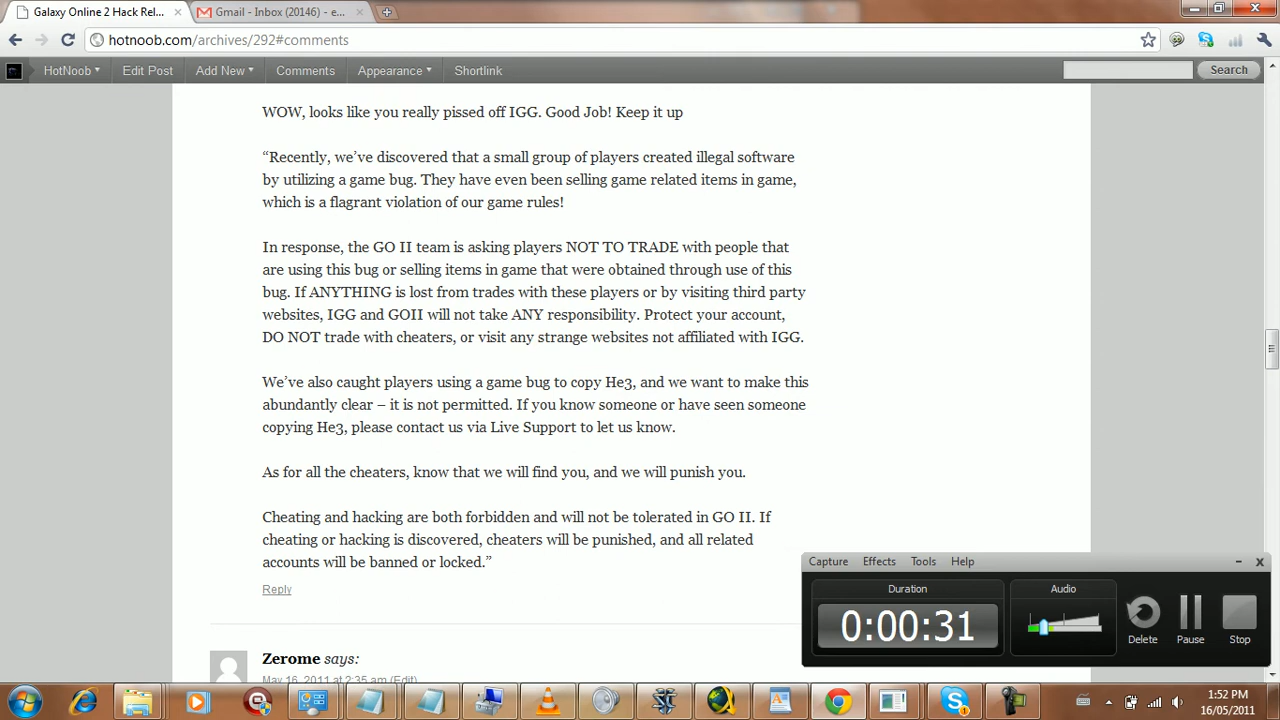 Galaxy Online 2 Hack Rel...
Gmail - Inbox (20146) - e...
hotnoob.com/archives/292#comments
HotNoob Edit Post Add New Comments Appearance Shortlink Search
WOW, looks like you really pissed off IGG. Good Job! Keep it up
“Recently, we’ve discovered that a small group of players created illegal software
by utilizing a game bug. They have even been selling game related items in game,
which is a flagrant violation of our game rules!
In response, the GO II team is asking players NOT TO TRADE with people that
are using this bug or selling items in game that were obtained through use of this
bug. If ANYTHING is lost from trades with these players or by visiting third party
websites, IGG and GOII will not take ANY responsibility. Protect your account,
DO NOT trade with cheaters, or visit any strange websites not affiliated with IGG.
We’ve also caught players using a game bug to copy He3, and we want to make this
abundantly clear – it is not permitted. If you know someone or have seen someone
copying He3, please contact us via Live Support to let us know.
As for all the cheaters, know that we will find you, and we will punish you.
Cheating and hacking are both forbidden and will not be tolerated in GO II. If
cheating or hacking is discovered, cheaters will be punished, and all related
accounts will be banned or locked.”
Reply
Zerome says:
May 16, 2011 at 2:35 am (Edit)
Capture Effects Tools Help
Duration
0:00:31
Audio
Delete Pause Stop
1:52 PM
16/05/2011